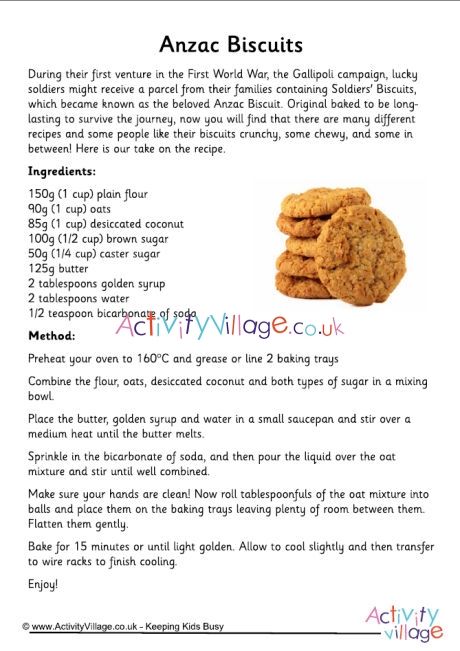 Anzac Biscuits
During their first venture in the First World War, the Gallipoli campaign, lucky
soldiers might receive a parcel from their families containing Soldiers' Biscuits,
which became known as the beloved Anzac Biscuit. Original baked to be long-
lasting to survive the journey, now you will find that there are many different
recipes and some people like their biscuits crunchy, some chewy, and some in
between! Here is our take on the recipe.
Ingredients:
150g (1 cup) plain flour
90g (1 cup) oats
85g (1 cup) desiccated coconut
100g (1/2 cup) brown sugar
50g (1/4 cup) caster sugar
125g butter
2 tablespoons golden syrup
2 tablespoons water
1/2 teaspoon bicarbonate of soda
ActivityVillage.co.uk
Method:
Preheat your oven to 160°C and grease or line 2 baking trays
Combine the flour, oats, desiccated coconut and both types of sugar in a mixing
bowl.
Place the butter, golden syrup and water in a small saucepan and stir over a
medium heat until the butter melts.
Sprinkle in the bicarbonate of soda, and then pour the liquid over the oat
mixture and stir until well combined.
Make sure your hands are clean! Now roll tablespoonfuls of the oat mixture into
balls and place them on the baking trays leaving plenty of room between them.
Flatten them gently.
Bake for 15 minutes or until light golden. Allow to cool slightly and then transfer
to wire racks to finish cooling.
Enjoy!
Activity
village
© www.ActivityVillage.co.uk - Keeping Kids Busy